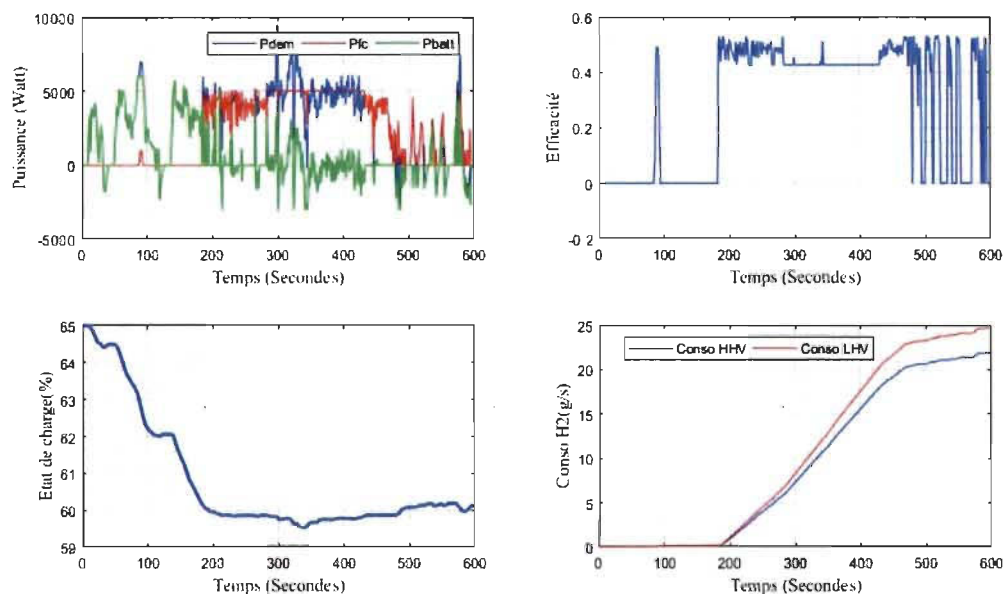 10000
5000
0
-5000
Puissance (Watt)
Pdem Pfc Pbatt
0 100 200 300 400 500 600
Temps (Secondes)
0.6
0.4
0.2
0
-0.2
Efficacité
0 100 200 300 400 500 600
Temps (Secon
65
64
63
62
61
60
59
Etat de charge(%)
0 100 200 300 400 500 600
Temps (Secondes)
25
20
15
10
5
0
Conso H2(g/s)
Conso HHV Conso LHV
0 100 200 300 400 500 600
Temps (Secondes)